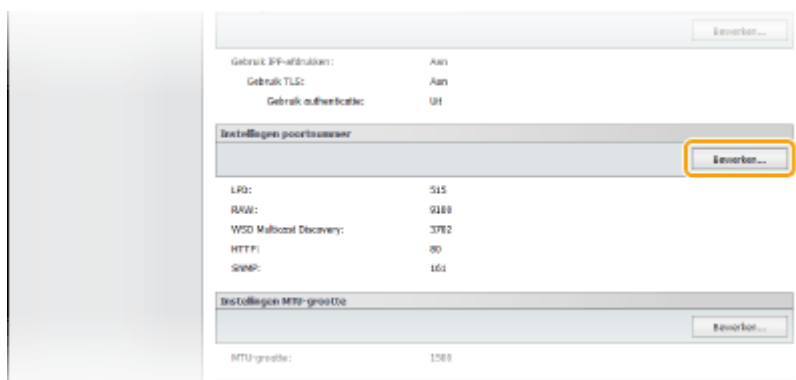 Bewerken...
Gebruik IPP-afdrukken: Aan
Gebruik TLS: Aan
Gebruik authenticatie: Uit
Instellingen poortnummer
Bewerken...
LPD: 515
RAW: 9100
WSD Multicast Discovery: 3702
HTTP: 80
SNMP: 161
Instellingen MTU-grootte
Bewerken...
MTU-grootte: 1500